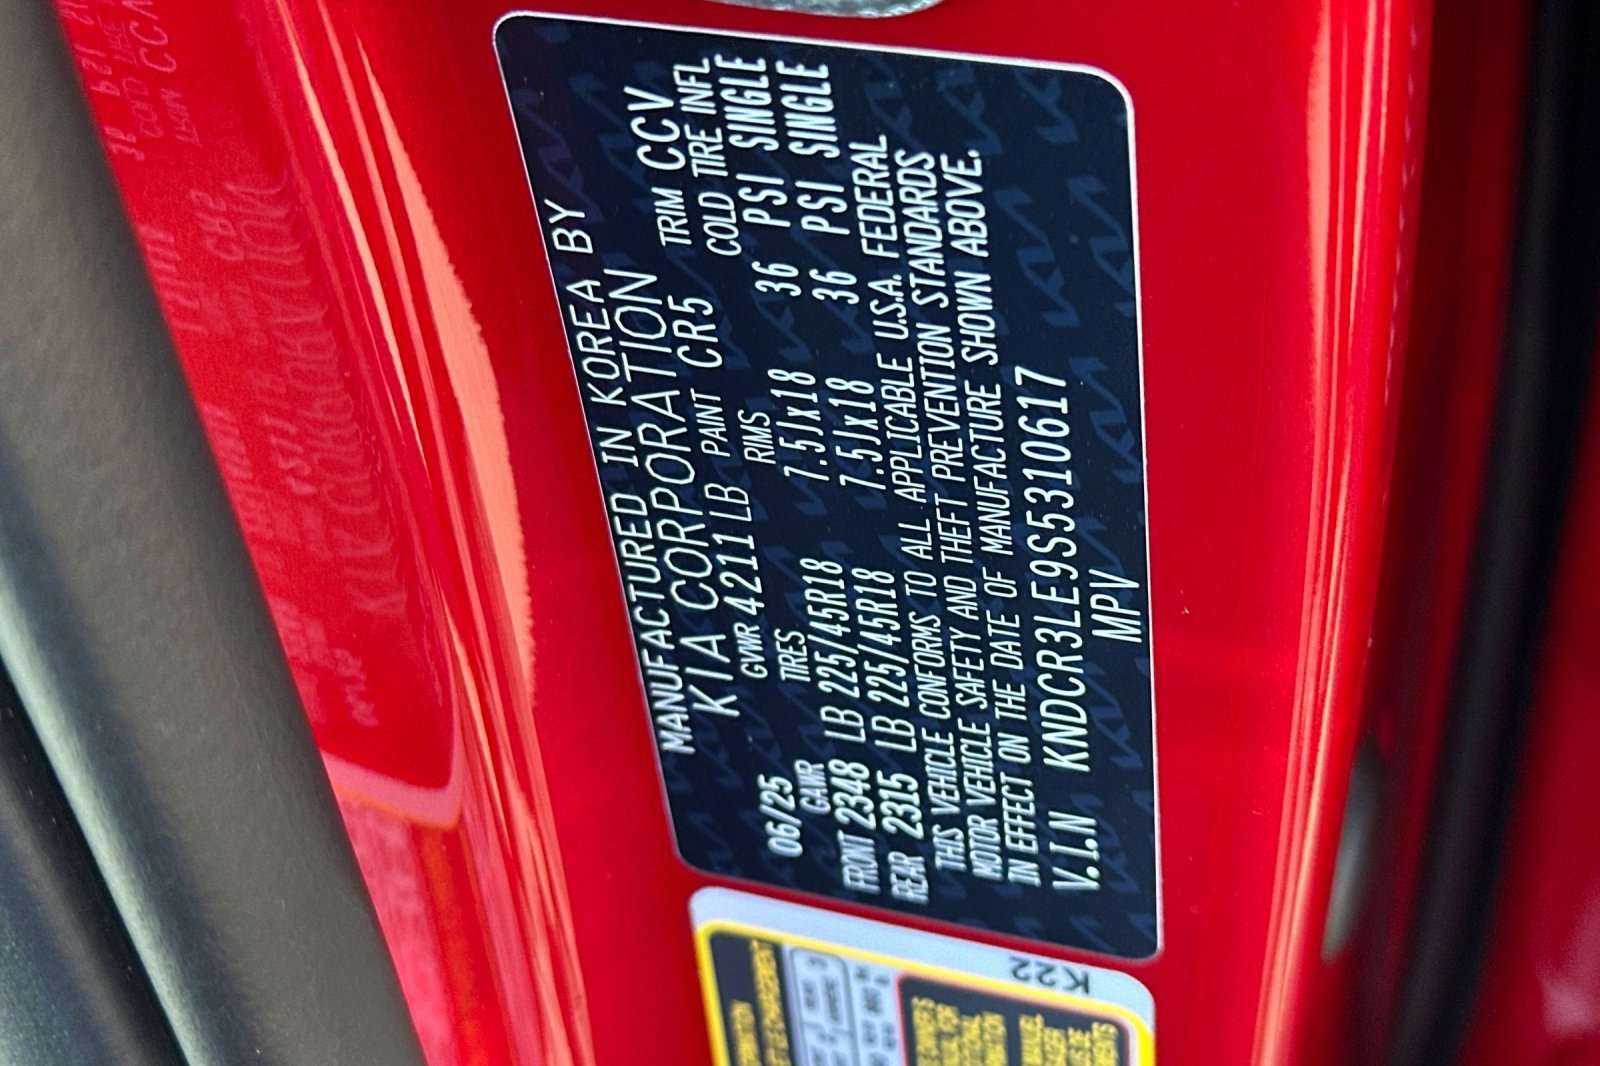 MANUFACTURED IN KOREA BY
KIA CORPORATION
06/25 GVWR 4211 LB PAINT CR5 TRIM CCV
GAWR TIRES RIMS COLD TIRE INFL
FRONT 2348 LB 225/45R18 7.5Jx18 36 PSI SINGLE
REAR 2315 LB 225/45R18 7.5Jx18 36 PSI SINGLE
THIS VEHICLE CONFORMS TO ALL APPLICABLE U.S.A. FEDERAL
MOTOR VEHICLE SAFETY AND THEFT PREVENTION STANDARDS
IN EFFECT ON THE DATE OF MANUFACTURE SHOWN ABOVE.
V.I.N KNDCR3LE9S5310617
MPV
K22